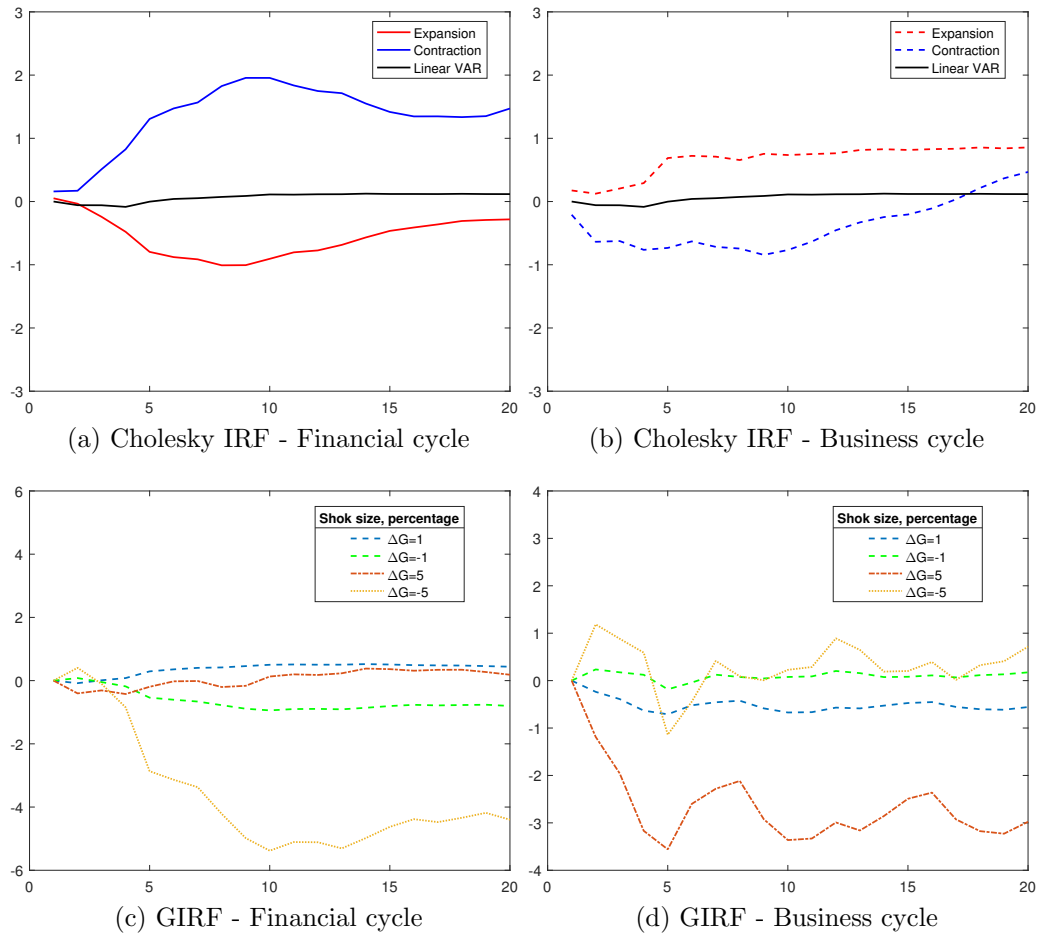 3
2
1
0
-1
-2
-3
0 5 10 15 20
Expansion
Contraction
Linear VAR
(a) Cholesky IRF - Financial cycle
3
2
1
0
-1
-2
-3
0 5 10 15 20
Expansion
Contraction
Linear VAR
(b) Cholesky IRF - Business cycle
6
4
2
0
-2
-4
-6
0 5 10 15 20
Shok size, percentage
ΔG=1
ΔG=-1
ΔG=5
ΔG=-5
(c) GIRF - Financial cycle
4
3
2
1
0
-1
-2
-3
-4
0 5 10 15 20
Shok size, percentage
ΔG=1
ΔG=-1
ΔG=5
ΔG=-5
(d) GIRF - Business cycle